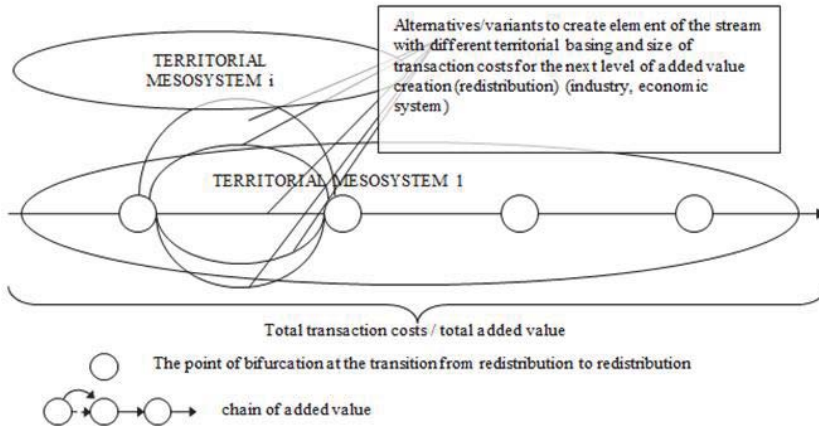 TERRITORIAL
MESOSYSTEM i
Alternatives/variants to create element of the stream
with different territorial basing and size of
transaction costs for the next level of added value
creation (redistribution) (industry, economic
system)
TERRITORIAL MESOSYSTEM 1
Total transaction costs / total added value
The point of bifurcation at the transition from redistribution to redistribution
chain of added value